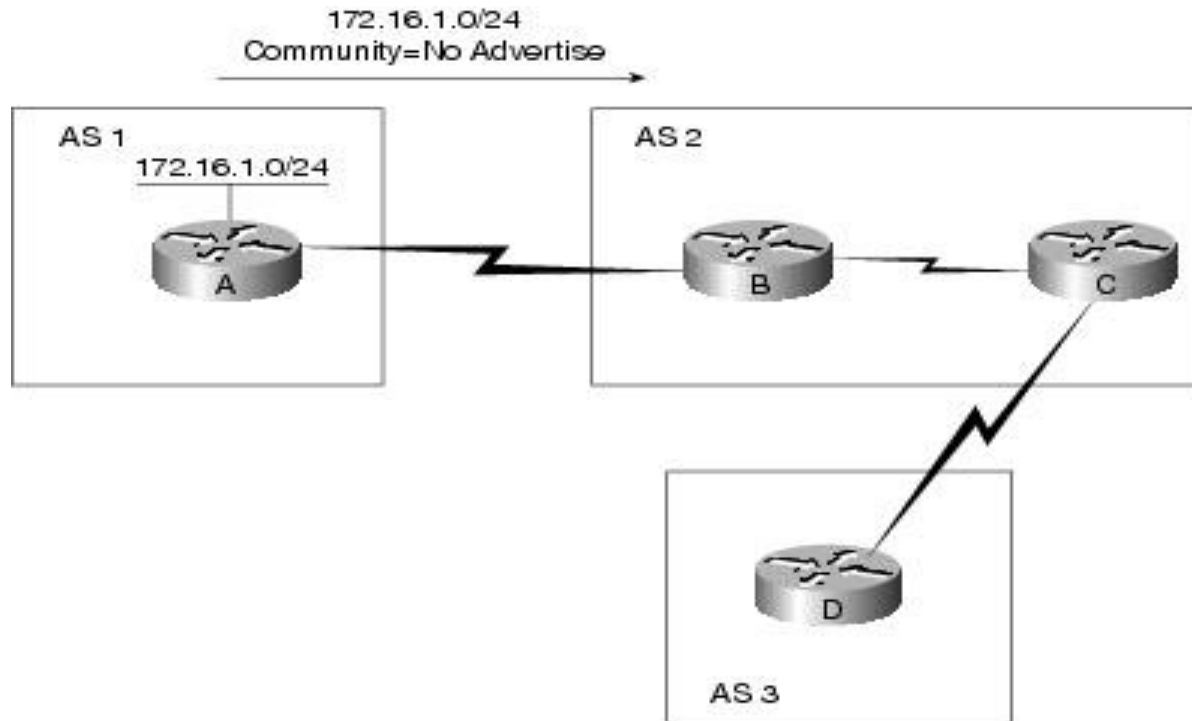 172.16.1.0/24
Community=No Advertise
AS 1
172.16.1.0/24
A
AS 2
B
C
D
AS 3